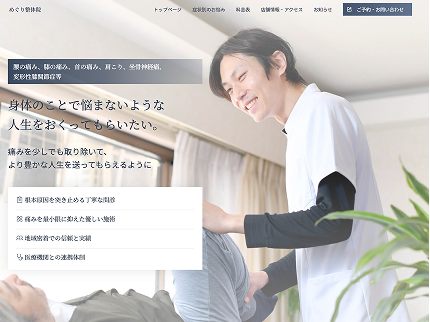 めぐり整体院
トップページ 症状別のお悩み 料金表 店舗情報・アクセス お知らせ ご予約・お問い合わせ
腰の痛み、膝の痛み、首の痛み、肩こり、坐骨神経痛、
変形性膝関節症等
身体のことで悩まないような
人生をおくってもらいたい。
痛みを少しでも取り除いて、
より豊かな人生を送ってもらえるように
根本原因を突き止める丁寧な問診
痛みを最小限に抑えた優しい施術
地域密着での信頼と実績
医療機関との連携体制